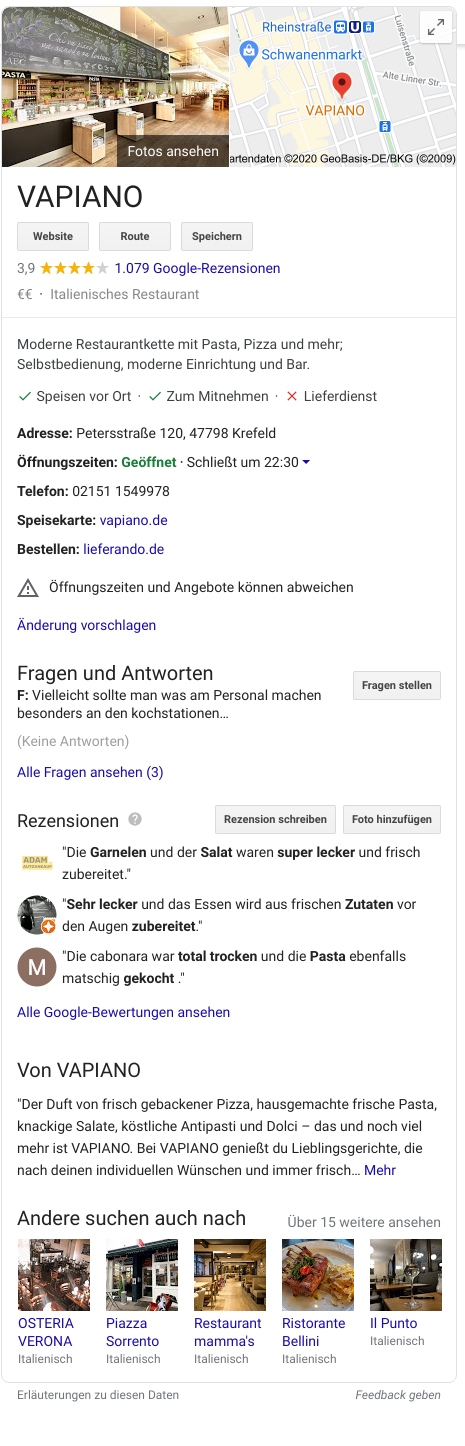 PASTA
PASTA
Fotos ansehen
Rheinstraße
Schwanenmarkt
Luisenstraße
Alte Linner Str.
VAPIANO
artendaten ©2020 GeoBasis-DE/BKG (©2009)
VAPIANO
Website
Route
Speichern
3,9 1.079 Google-Rezensionen
€€ · Italienisches Restaurant
Moderne Restaurantkette mit Pasta, Pizza und mehr;
Selbstbedienung, moderne Einrichtung und Bar.
Speisen vor Ort · Zum Mitnehmen · Lieferdienst
Adresse: Petersstraße 120, 47798 Krefeld
Öffnungszeiten: Geöffnet · Schließt um 22:30
Telefon: 02151 1549978
Speisekarte: vapiano.de
Bestellen: lieferando.de
Öffnungszeiten und Angebote können abweichen
Änderung vorschlagen
Fragen und Antworten
Fragen stellen
F: Vielleicht sollte man was am Personal machen
besonders an den kochstationen…
(Keine Antworten)
Alle Fragen ansehen (3)
Rezensionen ?
Rezension schreiben
Foto hinzufügen
ADAM
"Die Garnelen und der Salat waren super lecker und frisch
zubereitet."
"Sehr lecker und das Essen wird aus frischen Zutaten vor
den Augen zubereitet."
M
"Die cabonara war total trocken und die Pasta ebenfalls
matschig gekocht ."
Alle Google-Bewertungen ansehen
Von VAPIANO
"Der Duft von frisch gebackener Pizza, hausgemachte frische Pasta,
knackige Salate, köstliche Antipasti und Dolci – das und noch viel
mehr ist VAPIANO. Bei VAPIANO genießt du Lieblingsgerichte, die
nach deinen individuellen Wünschen und immer frisch… Mehr
Andere suchen auch nach
Über 15 weitere ansehen
OSTERIA
VERONA
Italienisch
Piazza
Sorrento
Italienisch
Restaurant
mamma's
Italienisch
Ristorante
Bellini
Italienisch
Il Punto
Italienisch
Erläuterungen zu diesen Daten
Feedback geben